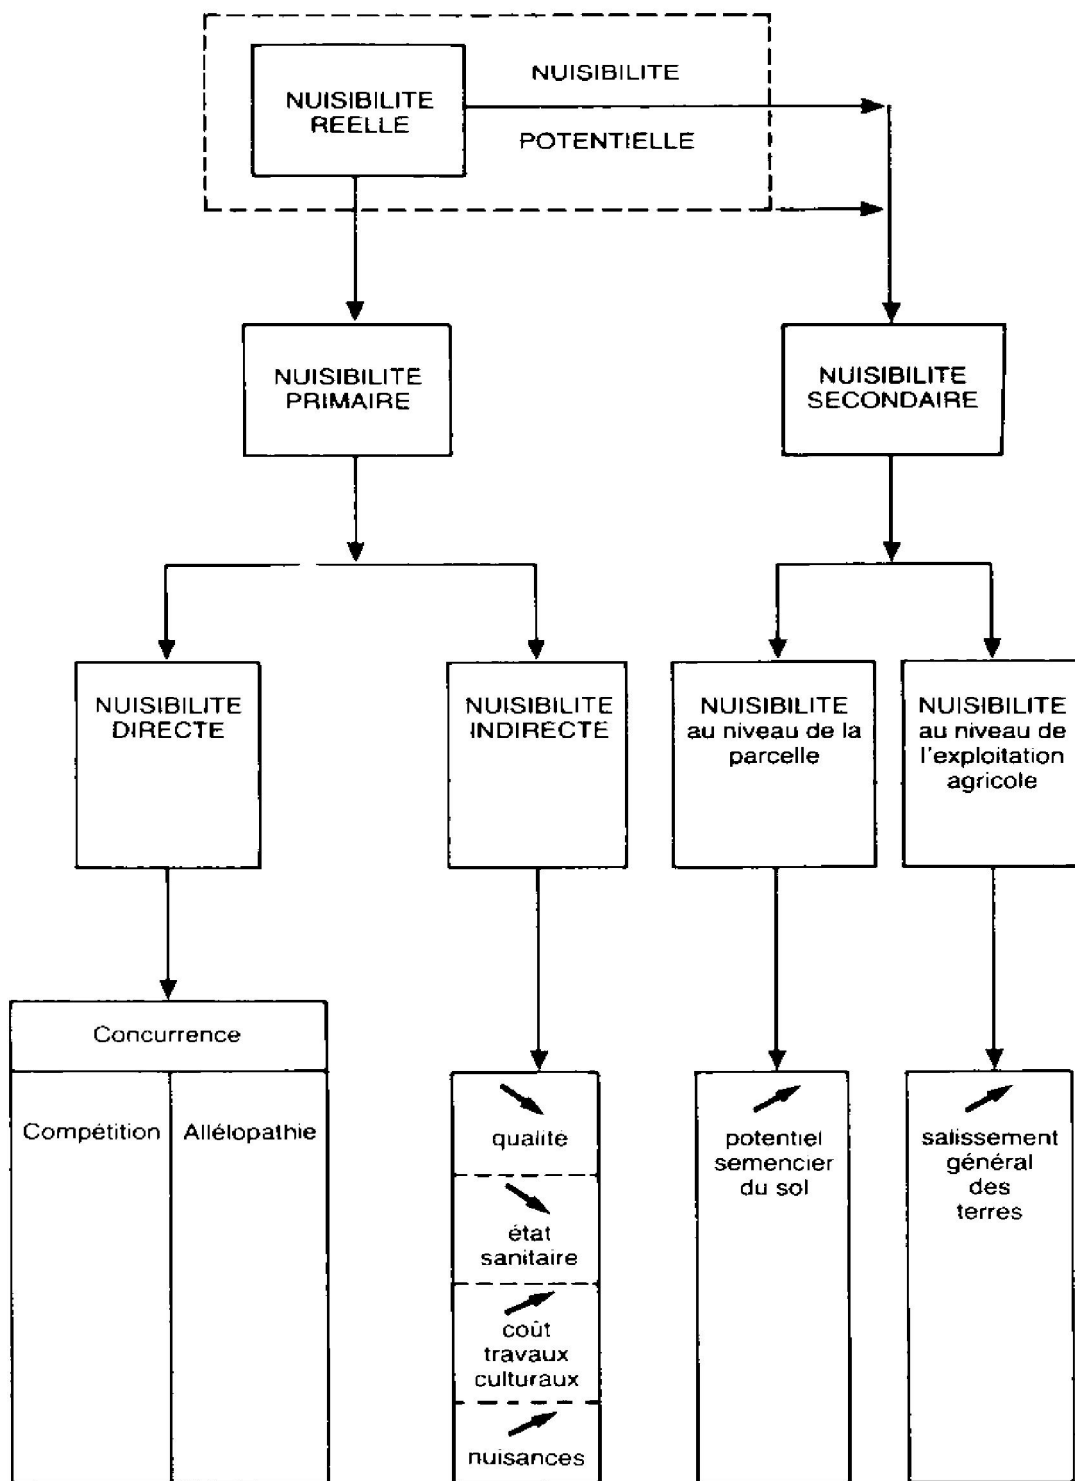 NUISIBILITE
REELLE
NUISIBILITE
POTENTIELLE
NUISIBILITE
PRIMAIRE
NUISIBILITE
SECONDAIRE
NUISIBILITE
DIRECTE
NUISIBILITE
INDIRECTE
NUISIBILITE
au niveau de la
parcelle
NUISIBILITE
au niveau de
l'exploitation
agricole
Concurrence
Compétition
Allélopathie
qualité
état
sanitaire
coût
travaux
culturaux
nuisances
potentiel
semencier
du sol
salissement
général
des
terres